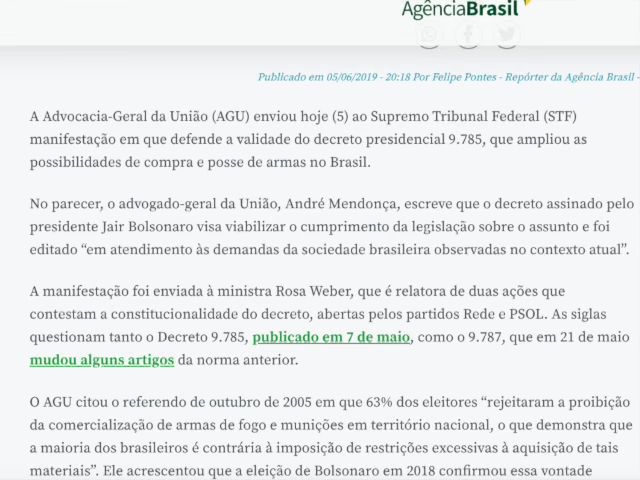 AgênciaBrasil
Publicado em 05/06/2019 - 20:18 Por Felipe Pontes - Repórter da Agência Brasil -
A Advocacia-Geral da União (AGU) enviou hoje (5) ao Supremo Tribunal Federal (STF)
manifestação em que defende a validade do decreto presidencial 9.785, que ampliou as
possibilidades de compra e posse de armas no Brasil.
No parecer, o advogado-geral da União, André Mendonça, escreve que o decreto assinado pelo
presidente Jair Bolsonaro visa viabilizar o cumprimento da legislação sobre o assunto e foi
editado “em atendimento às demandas da sociedade brasileira observadas no contexto atual”.
A manifestação foi enviada à ministra Rosa Weber, que é relatora de duas ações que
contestam a constitucionalidade do decreto, abertas pelos partidos Rede e PSOL. As siglas
questionam tanto o Decreto 9.785, publicado em 7 de maio, como o 9.787, que em 21 de maio
mudou alguns artigos da norma anterior.
O AGU citou o referendo de outubro de 2005 em que 63% dos eleitores “rejeitaram a proibição
da comercialização de armas de fogo e munições em território nacional, o que demonstra que
a maioria dos brasileiros é contrária à imposição de restrições excessivas à aquisição de tais
materiais”. Ele acrescentou que a eleição de Bolsonaro em 2018 confirmou essa vontade